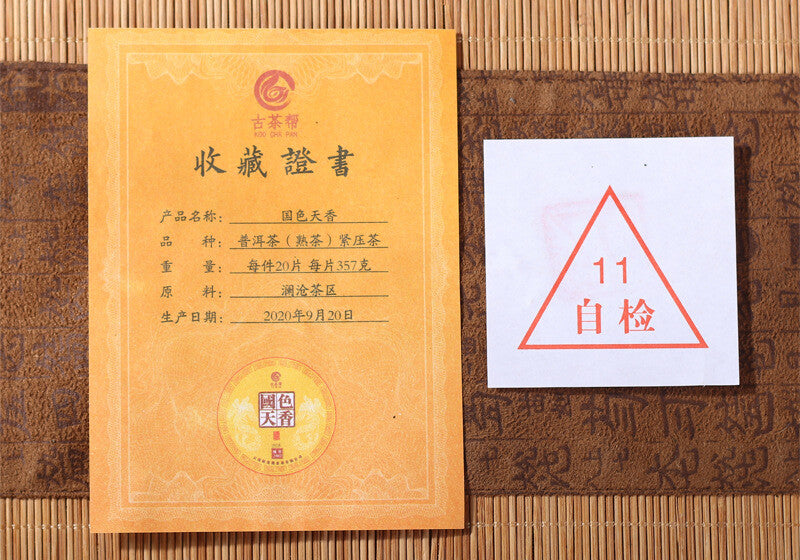 古茶帮
KOO CHA PAN
收藏證書
产品名称： 国色天香
品 种： 普洱茶（熟茶）紧压茶
重 量： 每件20片 每片357克
原 料： 澜沧茶区
生产日期： 2020年9月20日
國色
天香
11
自检